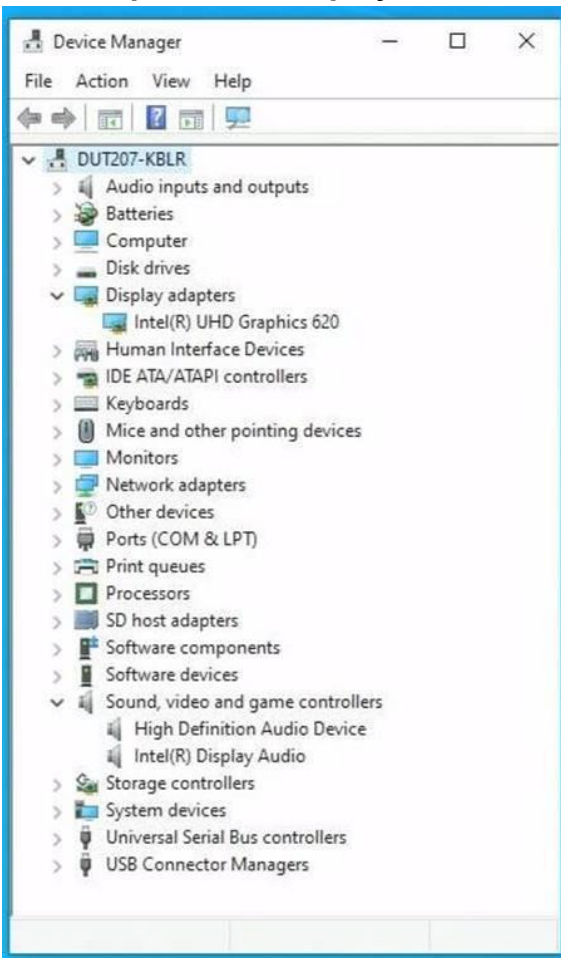 Device Manager
File Action View Help
DUT207-KBLR
Audio inputs and outputs
Batteries
Computer
Disk drives
Display adapters
Intel(R) UHD Graphics 620
Human Interface Devices
IDE ATA/ATAPI controllers
Keyboards
Mice and other pointing devices
Monitors
Network adapters
Other devices
Ports (COM & LPT)
Print queues
Processors
SD host adapters
Software components
Software devices
Sound, video and game controllers
High Definition Audio Device
Intel(R) Display Audio
Storage controllers
System devices
Universal Serial Bus controllers
USB Connector Managers